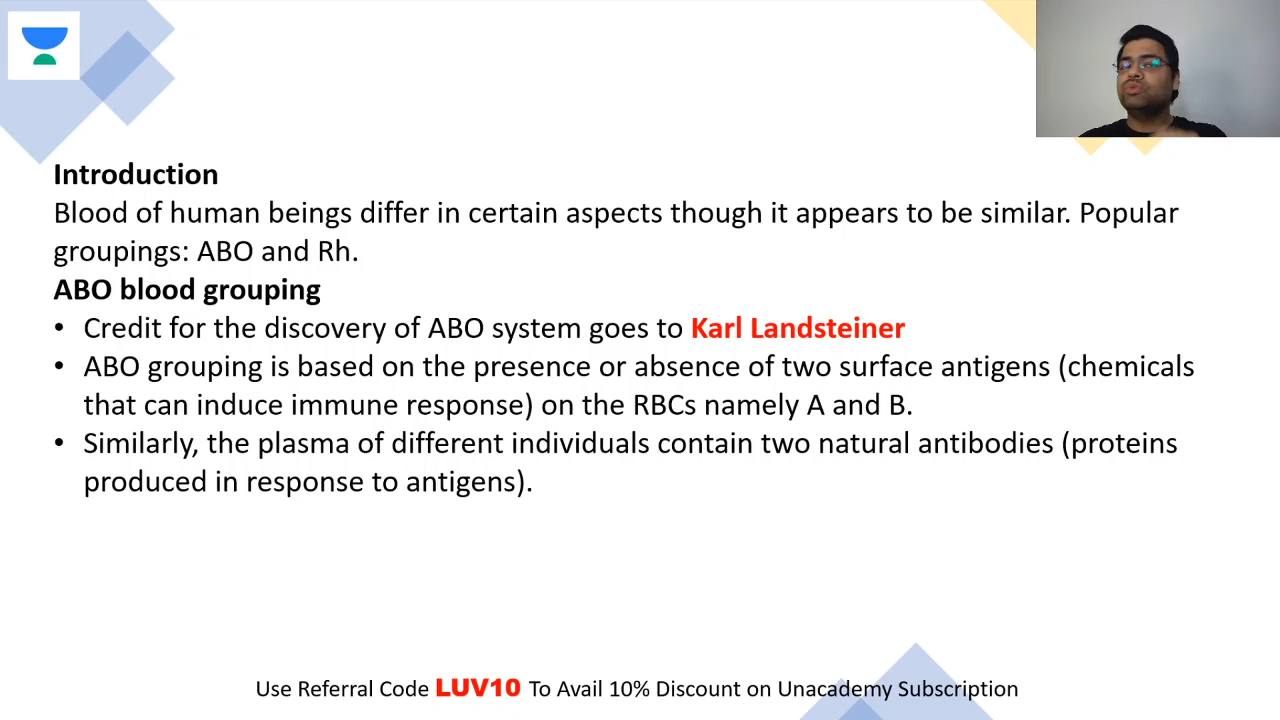 Introduction
Blood of human beings differ in certain aspects though it appears to be similar. Popular
groupings: ABO and Rh.
ABO blood grouping
• Credit for the discovery of ABO system goes to Karl Landsteiner
• ABO grouping is based on the presence or absence of two surface antigens (chemicals
that can induce immune response) on the RBCs namely A and B.
• Similarly, the plasma of different individuals contain two natural antibodies (proteins
produced in response to antigens).
Use Referral Code LUV10 To Avail 10% Discount on Unacademy Subscription